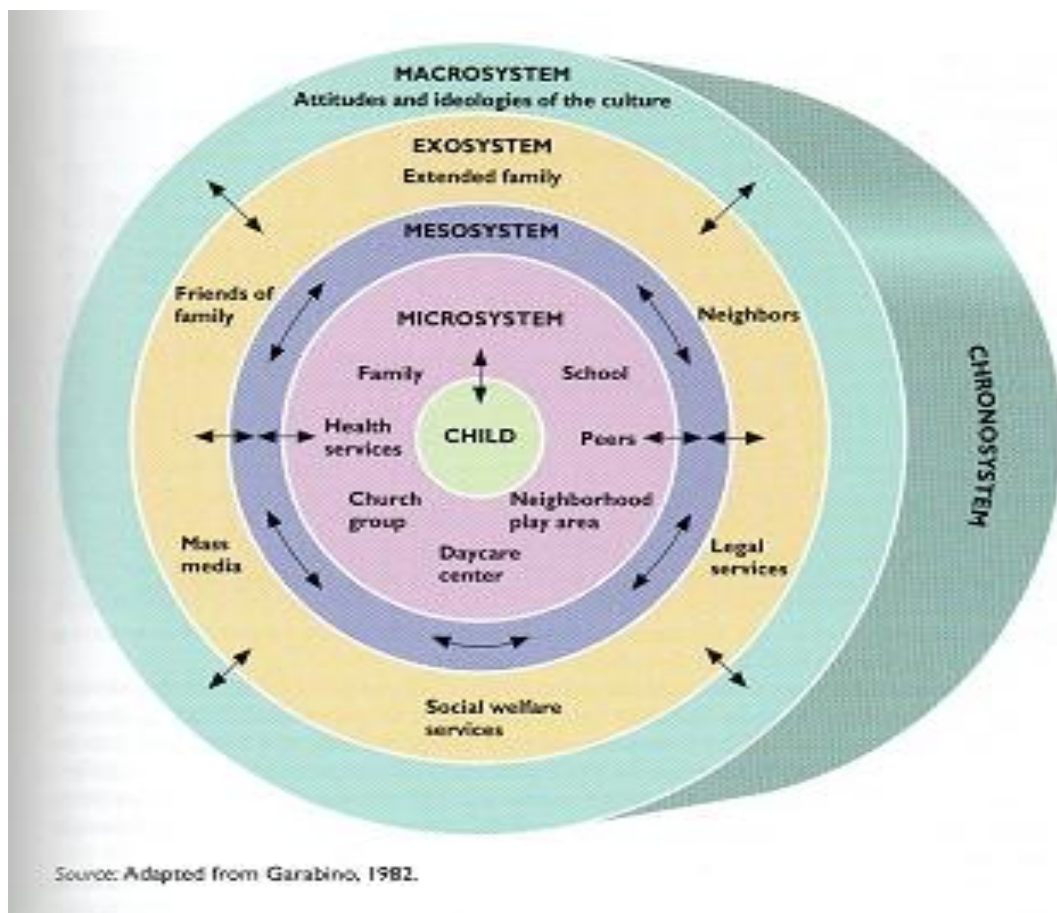 MACROSYSTEM
Attitudes and ideologies of the culture
EXOSYSTEM
Extended family
MESOSYSTEM
Friends of
family
Neighbors
MICROSYSTEM
Family
School
CHILD
Health
services
Peers
Church
group
Neighborhood
play area
Daycare
center
Mass
media
Legal
services
Social welfare
services
CHRONOSYSTEM
Source: Adapted from Garabino, 1982.